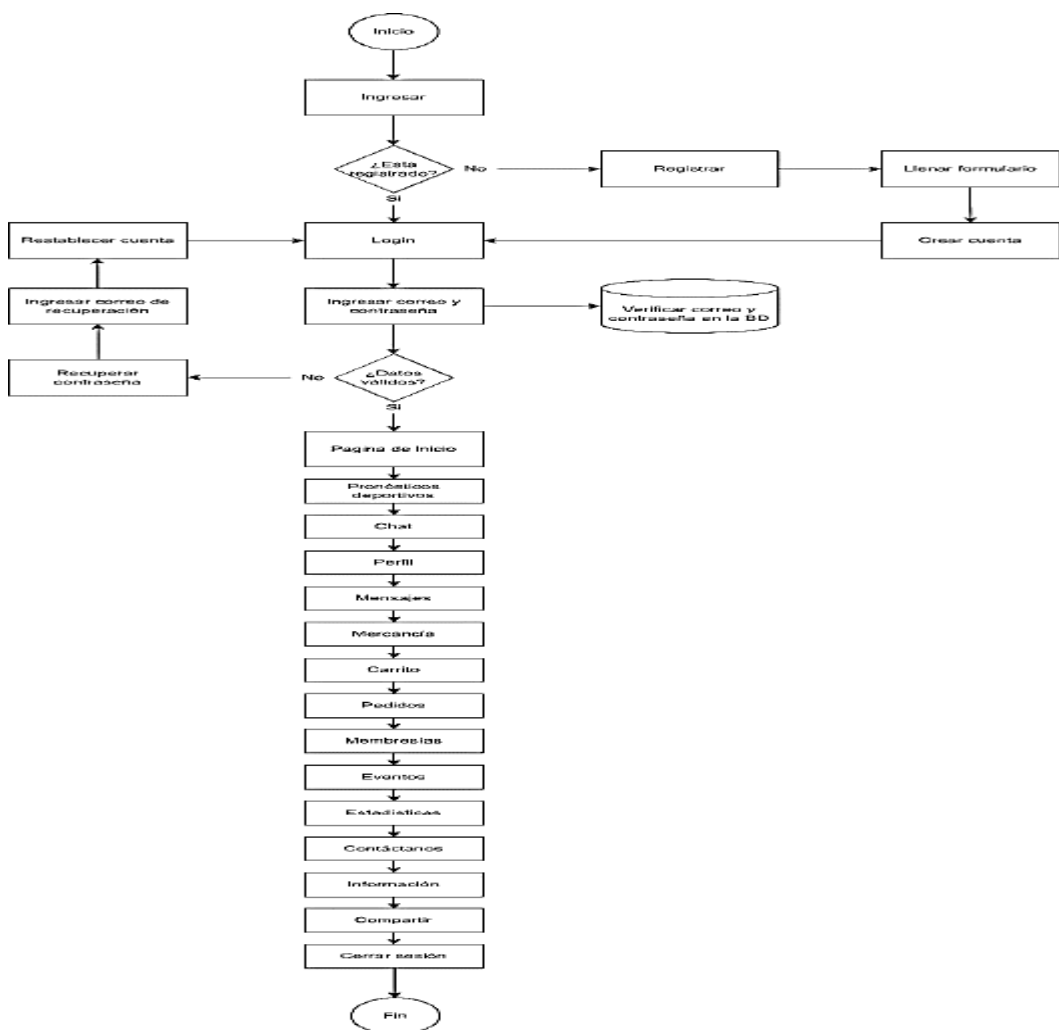 Inicio
Ingresar
¿Esta
registrado?
No
Registrar
Llenar formulario
Si
Restablecer cuenta
Login
Crear cuenta
Ingresar correo de
recuperación
Ingresar correo y
contraseña
Verificar correo y
contraseña en la BD
Recuperar
contraseña
No
¿Datos
válidos?
Si
Pagina de Inicio
Pronósticos
deportivos
Chat
Perfil
Mensajes
Mercancía
Carrito
Pedidos
Membresías
Eventos
Estadísticas
Contáctanos
Información
Compartir
Cerrar sesión
Fin